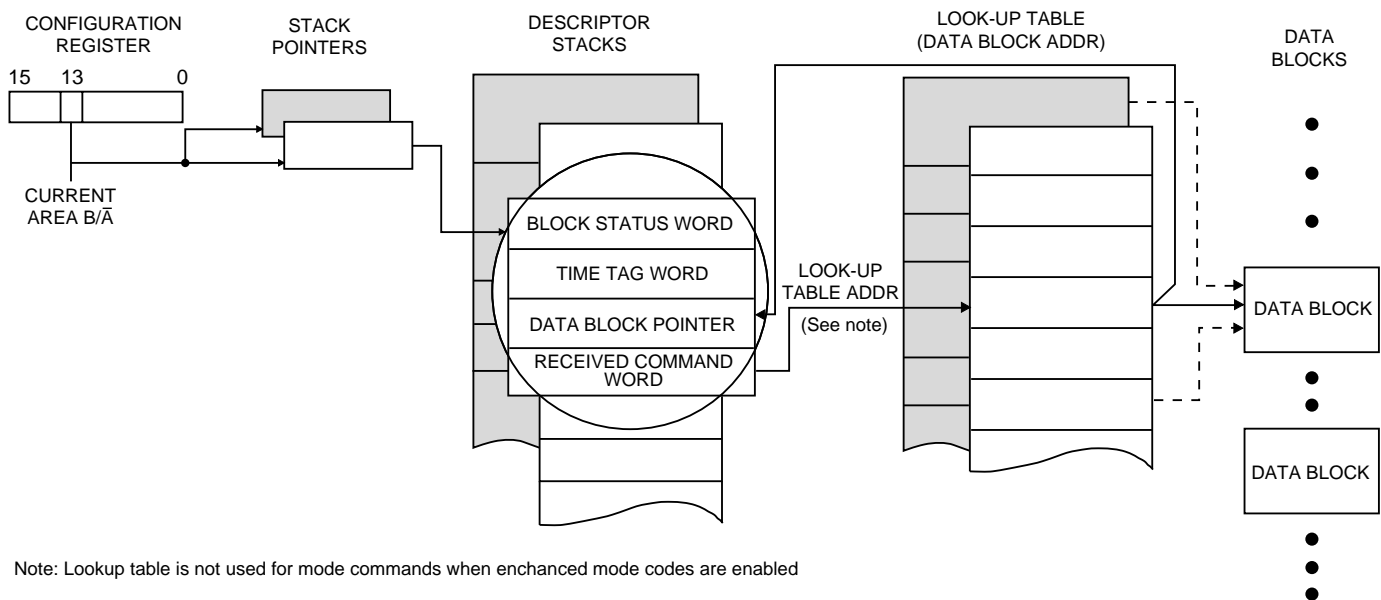 CONFIGURATION
REGISTER
15 13 0
CURRENT
AREA B/A̅
STACK
POINTERS
DESCRIPTOR
STACKS
BLOCK STATUS WORD
TIME TAG WORD
DATA BLOCK POINTER
RECEIVED COMMAND
WORD
LOOK-UP
TABLE ADDR
(See note)
LOOK-UP TABLE
(DATA BLOCK ADDR)
DATA
BLOCKS
DATA BLOCK
DATA BLOCK
Note: Lookup table is not used for mode commands when enchanced mode codes are enabled